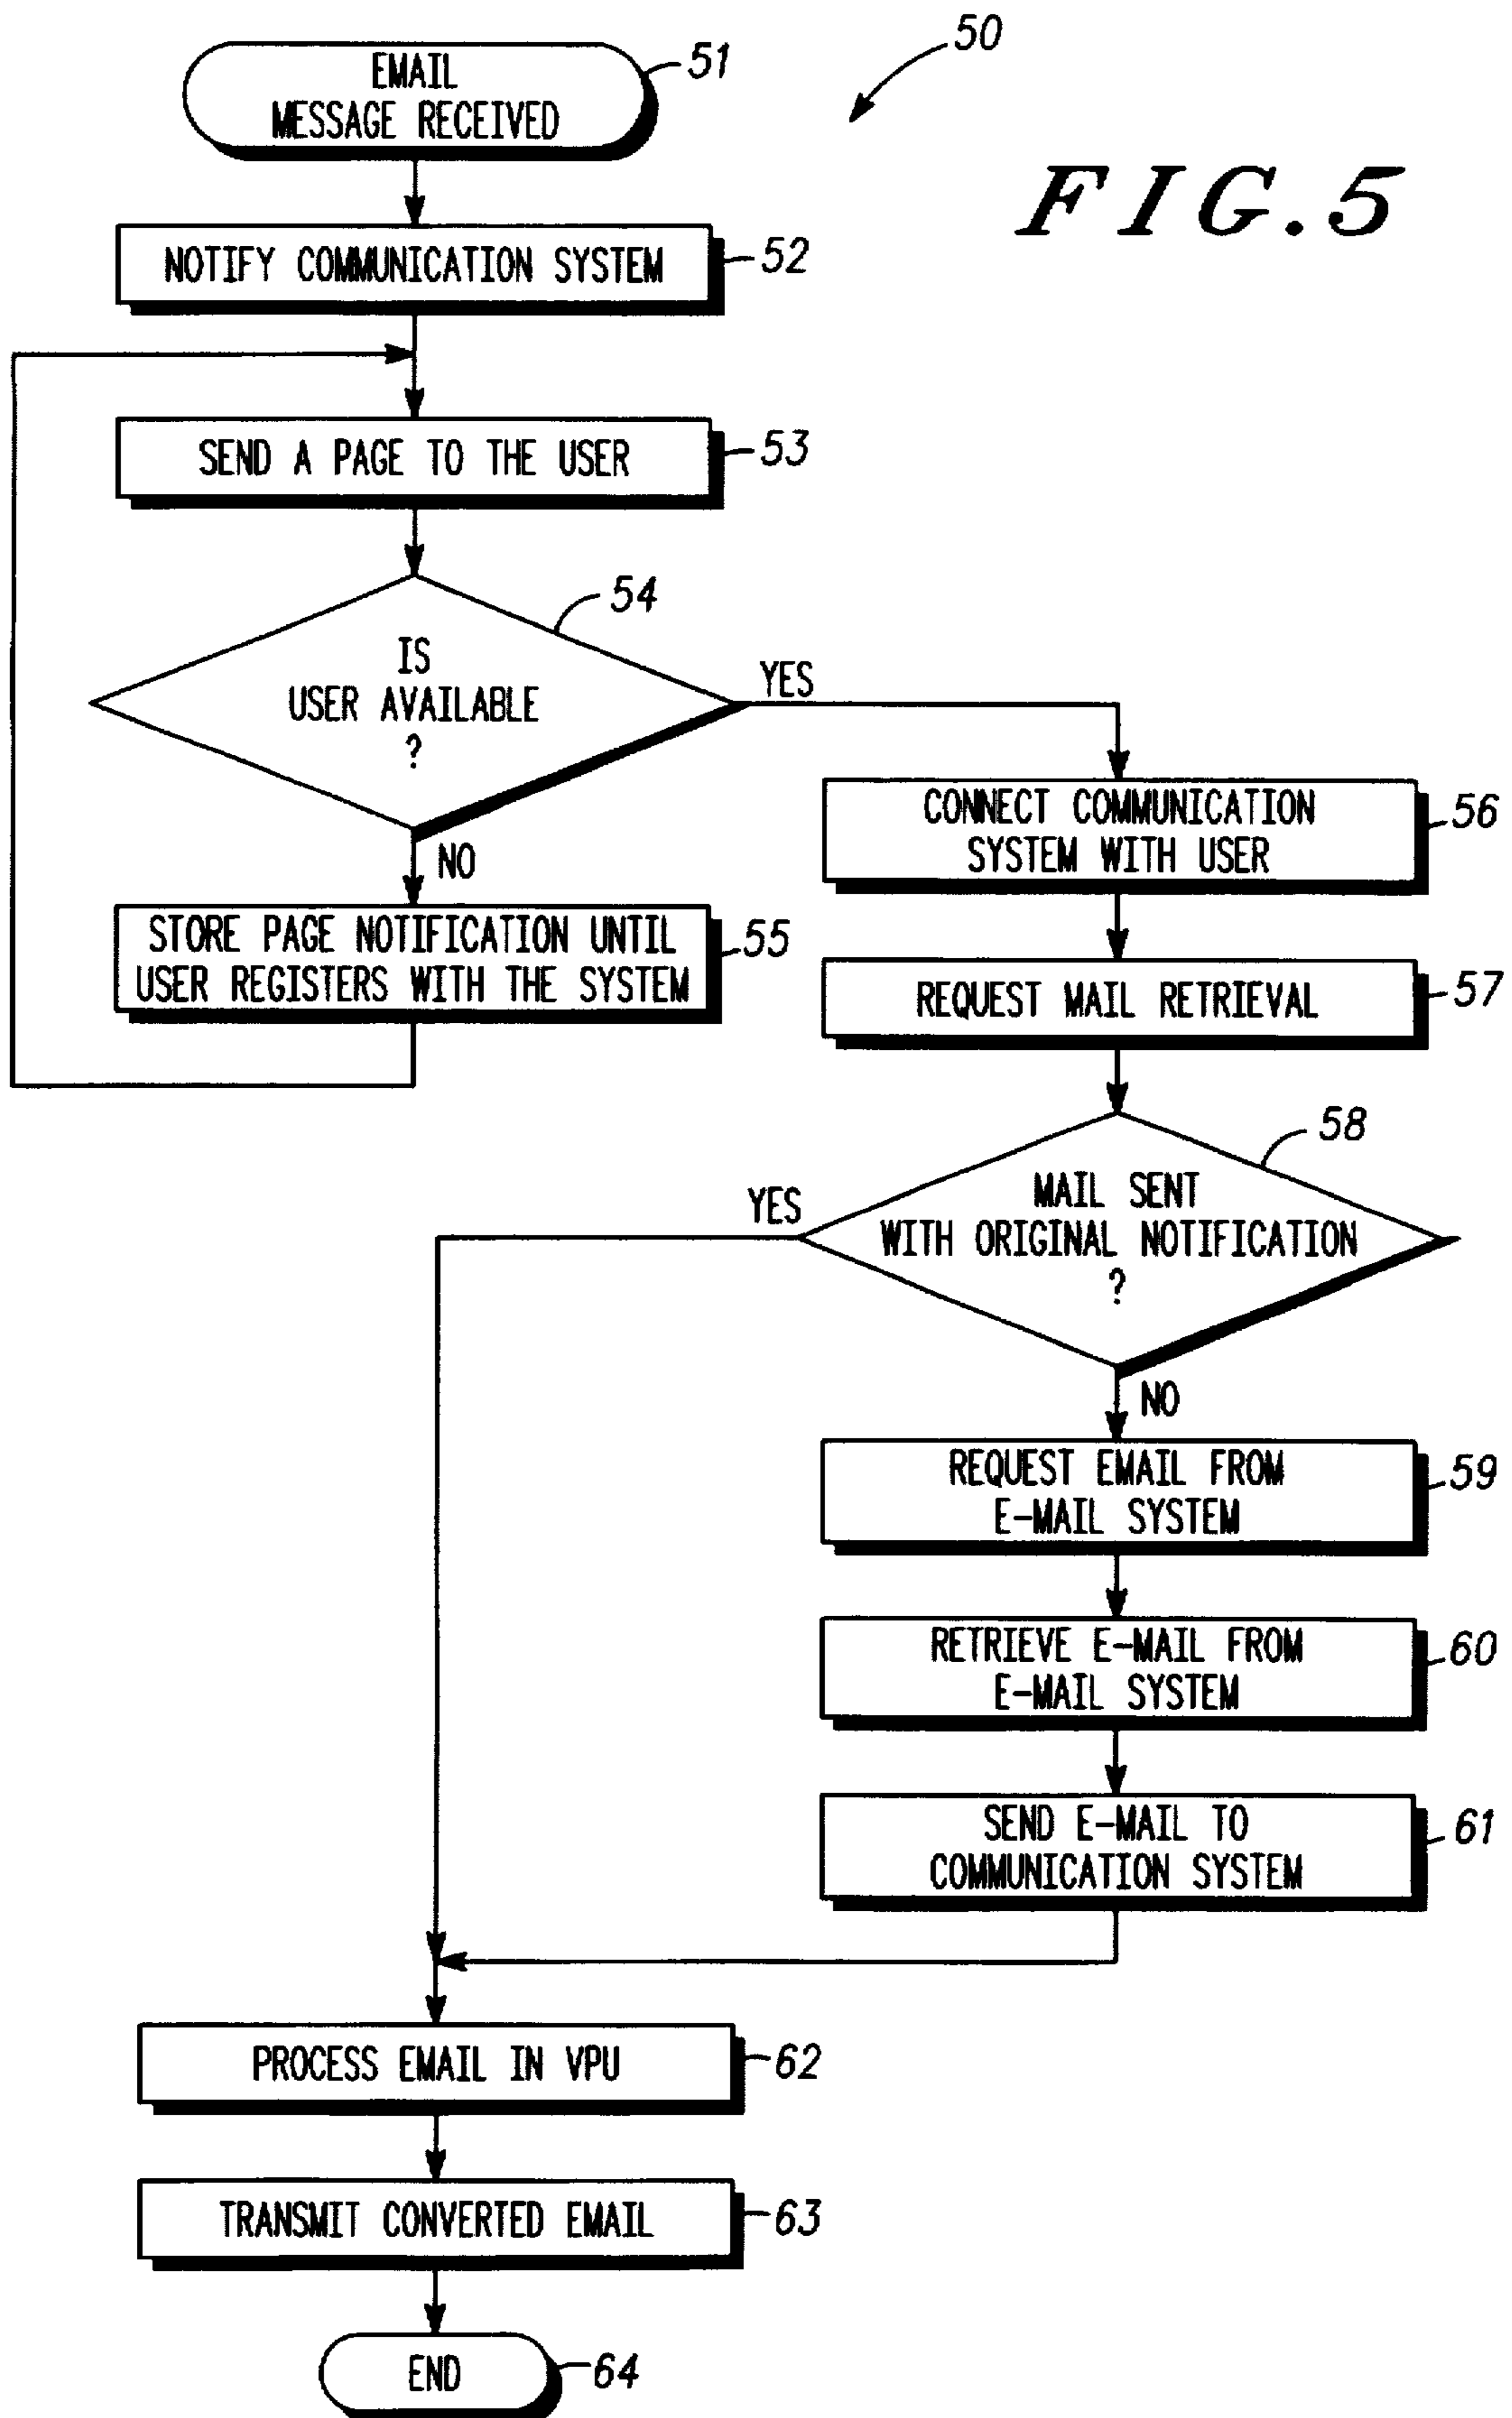 50
EMAIL
MESSAGE RECEIVED
51
FIG. 5
NOTIFY COMMUNICATION SYSTEM
52
SEND A PAGE TO THE USER
53
IS
USER AVAILABLE
?
54
YES
NO
STORE PAGE NOTIFICATION UNTIL
USER REGISTERS WITH THE SYSTEM
55
CONNECT COMMUNICATION
SYSTEM WITH USER
56
REQUEST MAIL RETRIEVAL
57
MAIL SENT
WITH ORIGINAL NOTIFICATION
?
58
YES
NO
REQUEST EMAIL FROM
E-MAIL SYSTEM
59
RETRIEVE E-MAIL FROM
E-MAIL SYSTEM
60
SEND E-MAIL TO
COMMUNICATION SYSTEM
61
PROCESS EMAIL IN VPU
62
TRANSMIT CONVERTED EMAIL
63
END
64